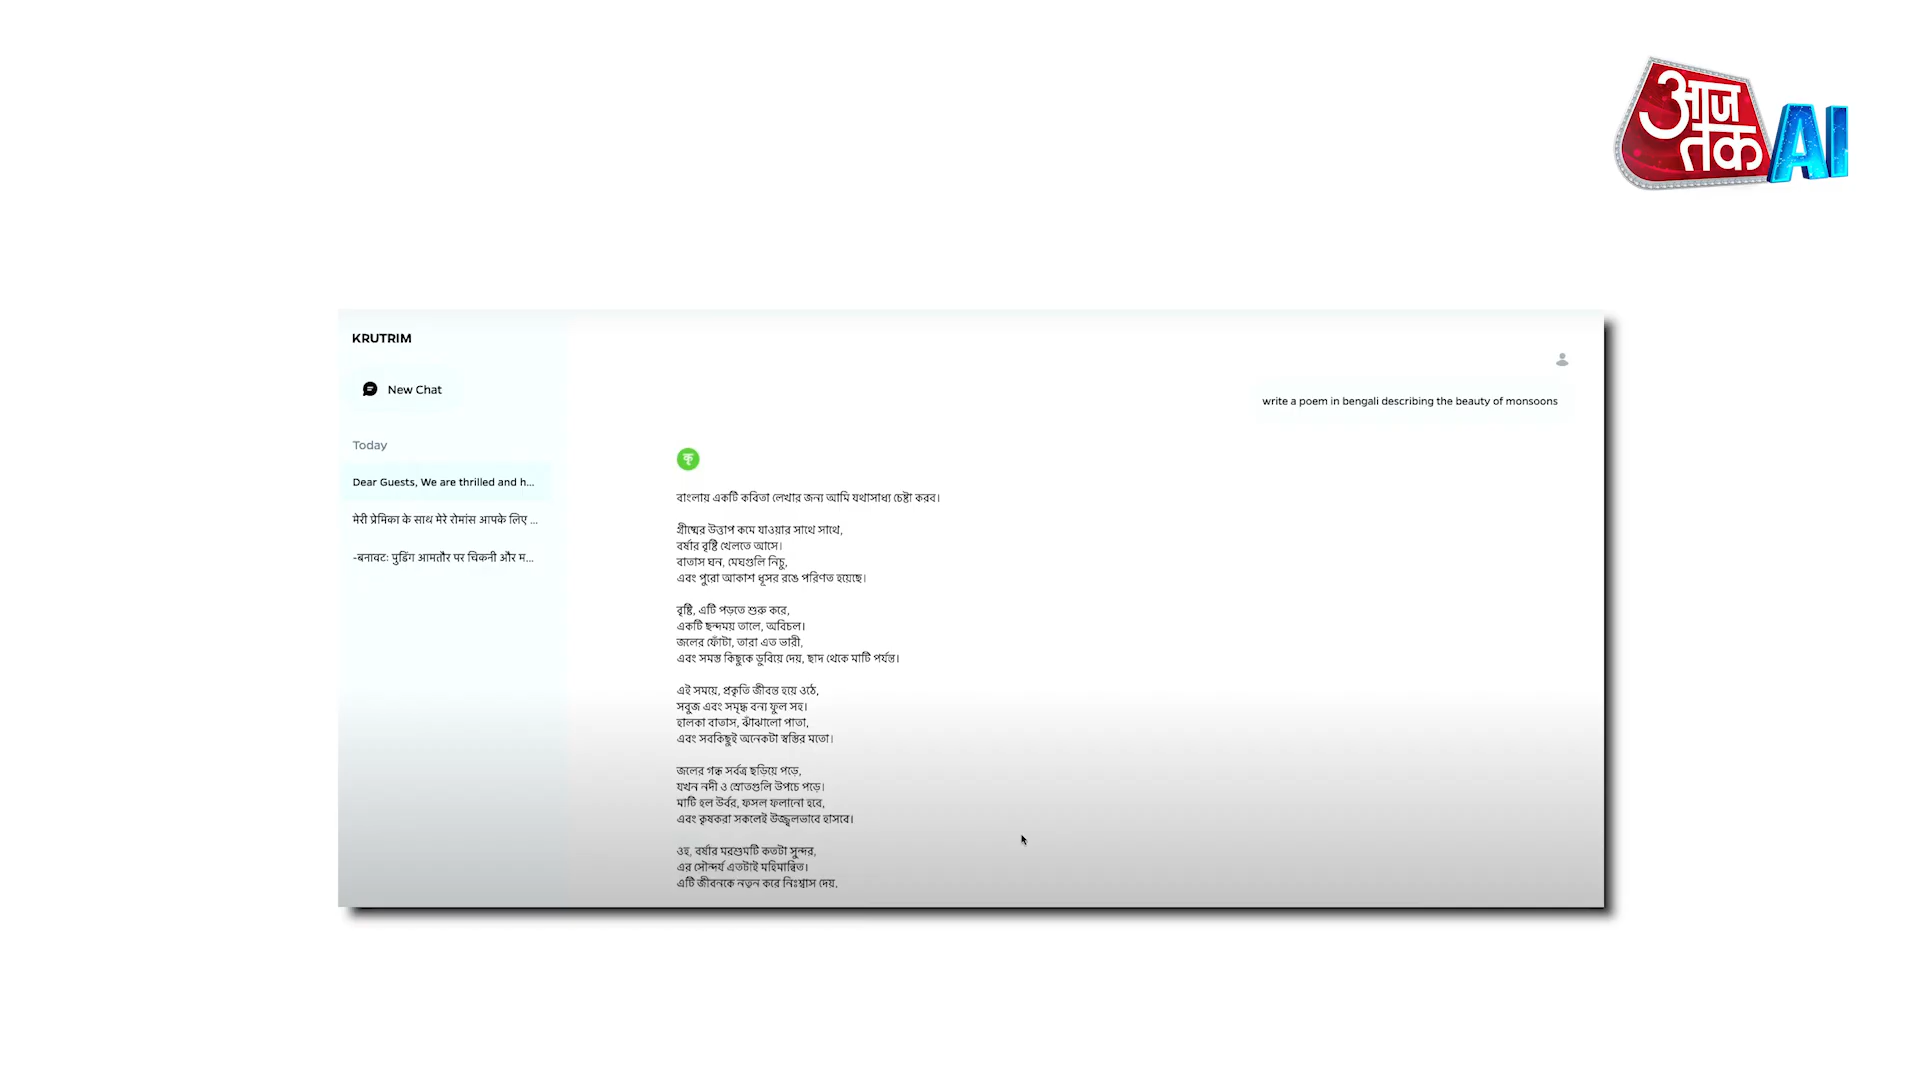 आज
तक
AI
KRUTRIM
New Chat
Today
Dear Guests, We are thrilled and h...
मेरी प्रेमिका के साथ मेरे रोमांस आपके लिए ...
-बनावट: पुडिंग आमतौर पर चिकनी और म...
write a poem in bengali describing the beauty of monsoons
कृ
বাংলায় একটি কবিতা লেখার জন্য আমি যথাসাধ্য চেষ্টা করব।
গ্রীষ্মের উত্তাপ কমে যাওয়ার সাথে সাথে,
বর্ষার বৃষ্টি খেলতে আসে।
বাতাস ঘন, মেঘগুলি নিচু,
এবং পুরো আকাশ ধূসর রঙে পরিণত হয়েছে।
বৃষ্টি, এটি পড়তে শুরু করে,
একটি ছন্দময় তালে, অবিচল।
জলের ফোঁটা, তারা এত ভারী,
এবং সমস্ত কিছুকে ডুবিয়ে দেয়, ছাদ থেকে মাটি পর্যন্ত।
এই সময়ে, প্রকৃতি জীবন্ত হয়ে ওঠে,
সবুজ এবং সমৃদ্ধ বন্য ফুল সহ।
হালকা বাতাস, ঝাঁঝালো পাতা,
এবং সবকিছুই অনেকটা স্বস্তির মতো।
জলের গন্ধ সর্বত্র ছড়িয়ে পড়ে,
যখন নদী ও স্রোতগুলি উপচে পড়ে।
মাটি হল উর্বর, ফসল ফলানো হবে,
এবং কৃষকরা সকলেই উজ্জ্বলভাবে হাসবে।
ওহ, বর্ষার মরশুমটি কতটা সুন্দর,
এর সৌন্দর্য এতটাই মহিমান্বিত।
এটি জীবনকে নতুন করে নিঃশ্বাস দেয়,